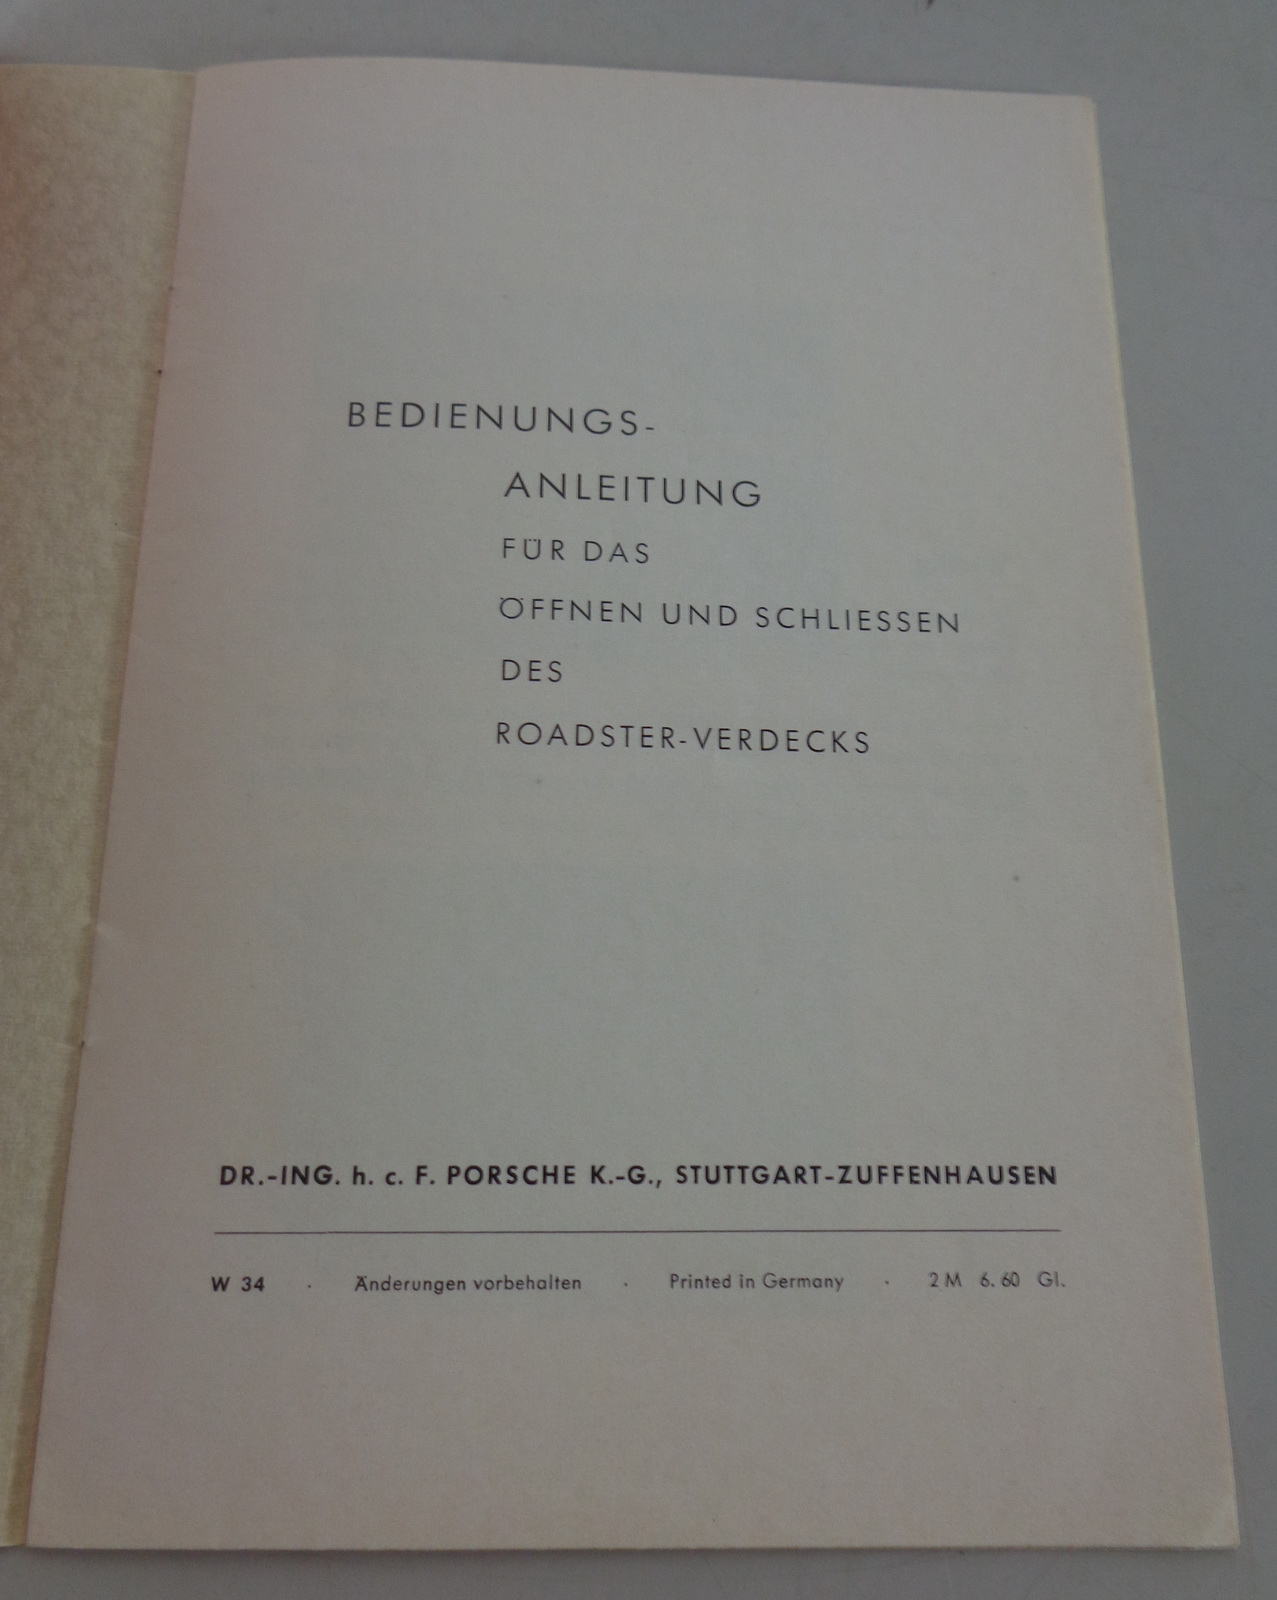 BEDIENUNGS-
ANLEITUNG
FÜR DAS
ÖFFNEN UND SCHLIESSEN
DES
ROADSTER-VERDECKS
DR.-ING. h. c. F. PORSCHE K.-G., STUTTGART-ZUFFENHAUSEN
W 34 · Änderungen vorbehalten · Printed in Germany · 2 M 6. 60 Gl.